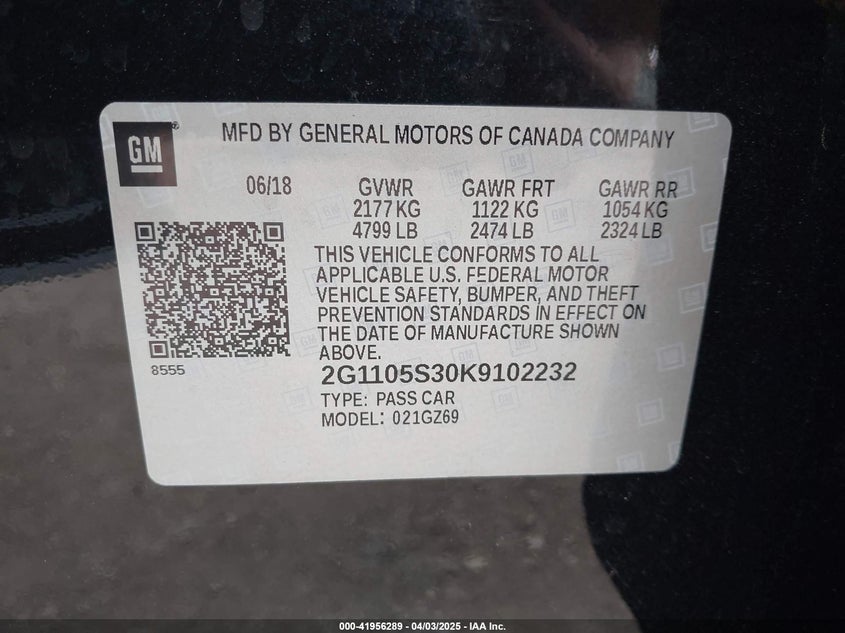 GM®
MFD BY GENERAL MOTORS OF CANADA COMPANY
06/18 GVWR GAWR FRT GAWR RR
2177 KG 1122 KG 1054 KG
4799 LB 2474 LB 2324 LB
THIS VEHICLE CONFORMS TO ALL
APPLICABLE U.S. FEDERAL MOTOR
VEHICLE SAFETY, BUMPER, AND THEFT
PREVENTION STANDARDS IN EFFECT ON
THE DATE OF MANUFACTURE SHOWN
ABOVE.
8555
2G1105S30K9102232
TYPE: PASS CAR
MODEL: 021GZ69
000-41956289 - 04/03/2025 - IAA Inc.